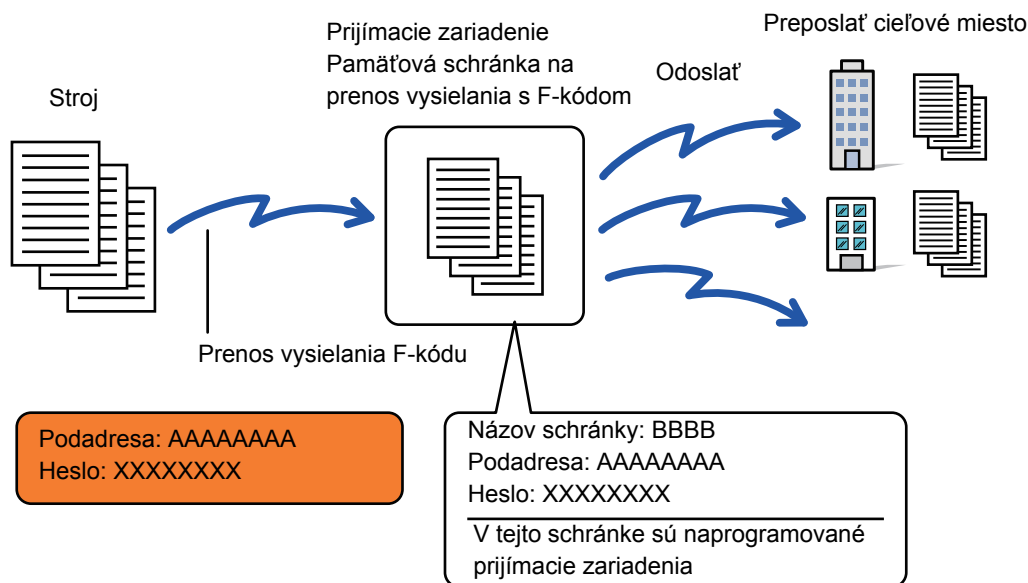 Stroj
Prijímacie zariadenie
Pamäťová schránka na
prenos vysielania s F-kódom
Odoslať
Preposlať cieľové miesto
Prenos vysielania F-kódu
Podadresa: AAAAAAAA
Heslo: XXXXXXXX
Názov schránky: BBBB
Podadresa: AAAAAAAA
Heslo: XXXXXXXX
V tejto schránke sú naprogramované
prijímacie zariadenia